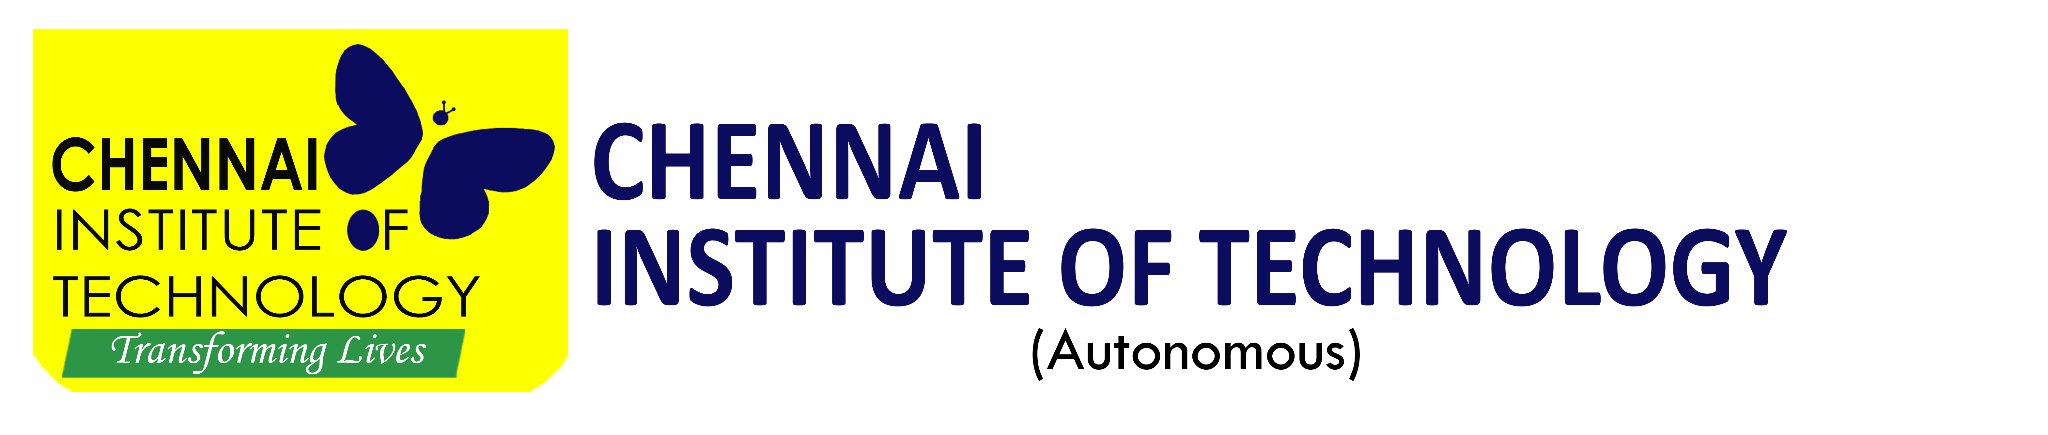 CHENNAI
INSTITUTE OF
TECHNOLOGY
Transforming Lives
CHENNAI
INSTITUTE OF TECHNOLOGY
(Autonomous)